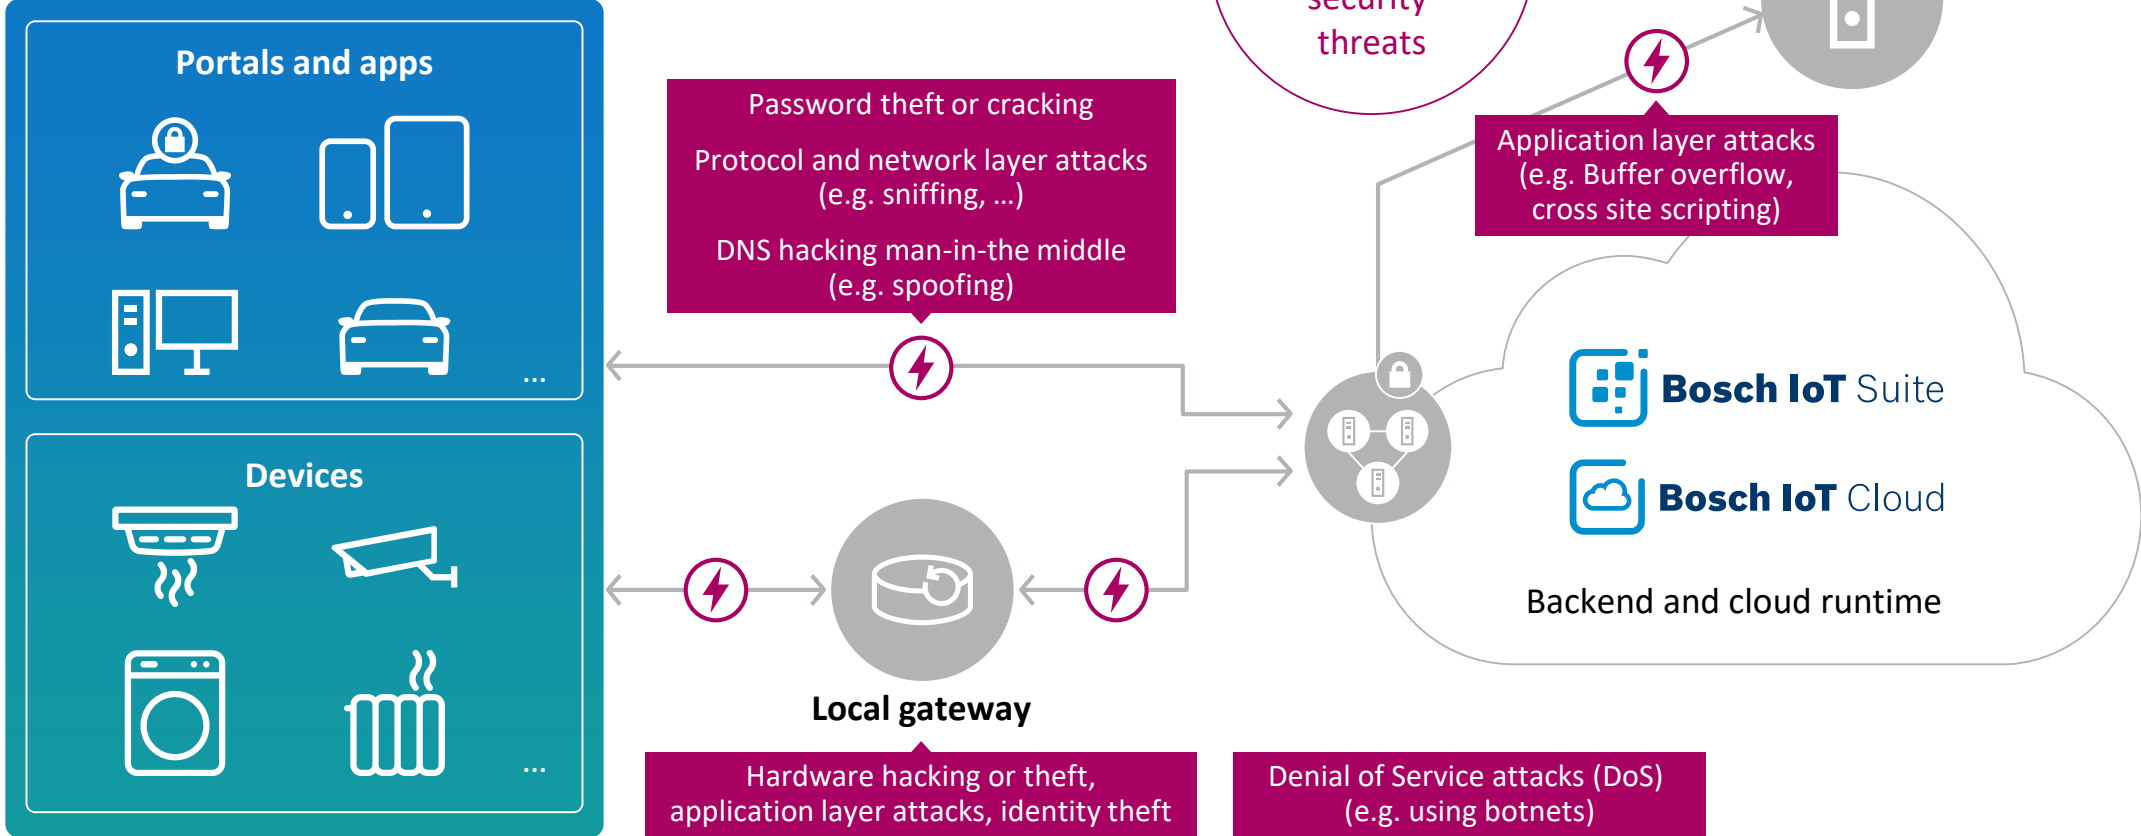 security
threats
Portals and apps
...
Password theft or cracking
Protocol and network layer attacks
(e.g. sniffing, ...)
DNS hacking man-in-the middle
(e.g. spoofing)
Application layer attacks
(e.g. Buffer overflow,
cross site scripting)
Bosch IoT Suite
Bosch IoT Cloud
Backend and cloud runtime
Devices
...
Local gateway
Hardware hacking or theft,
application layer attacks, identity theft
Denial of Service attacks (DoS)
(e.g. using botnets)